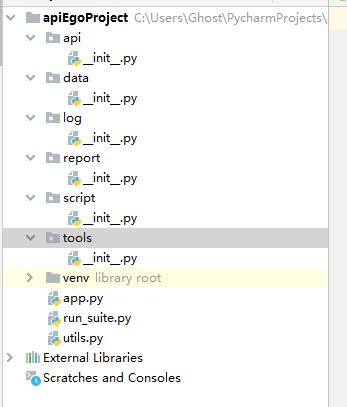 apiEgoProject C:\Users\Ghost\PycharmProjects\
api
__init__.py
data
__init__.py
log
__init__.py
report
__init__.py
script
__init__.py
tools
__init__.py
venv library root
app.py
run_suite.py
utils.py
External Libraries
Scratches and Consoles